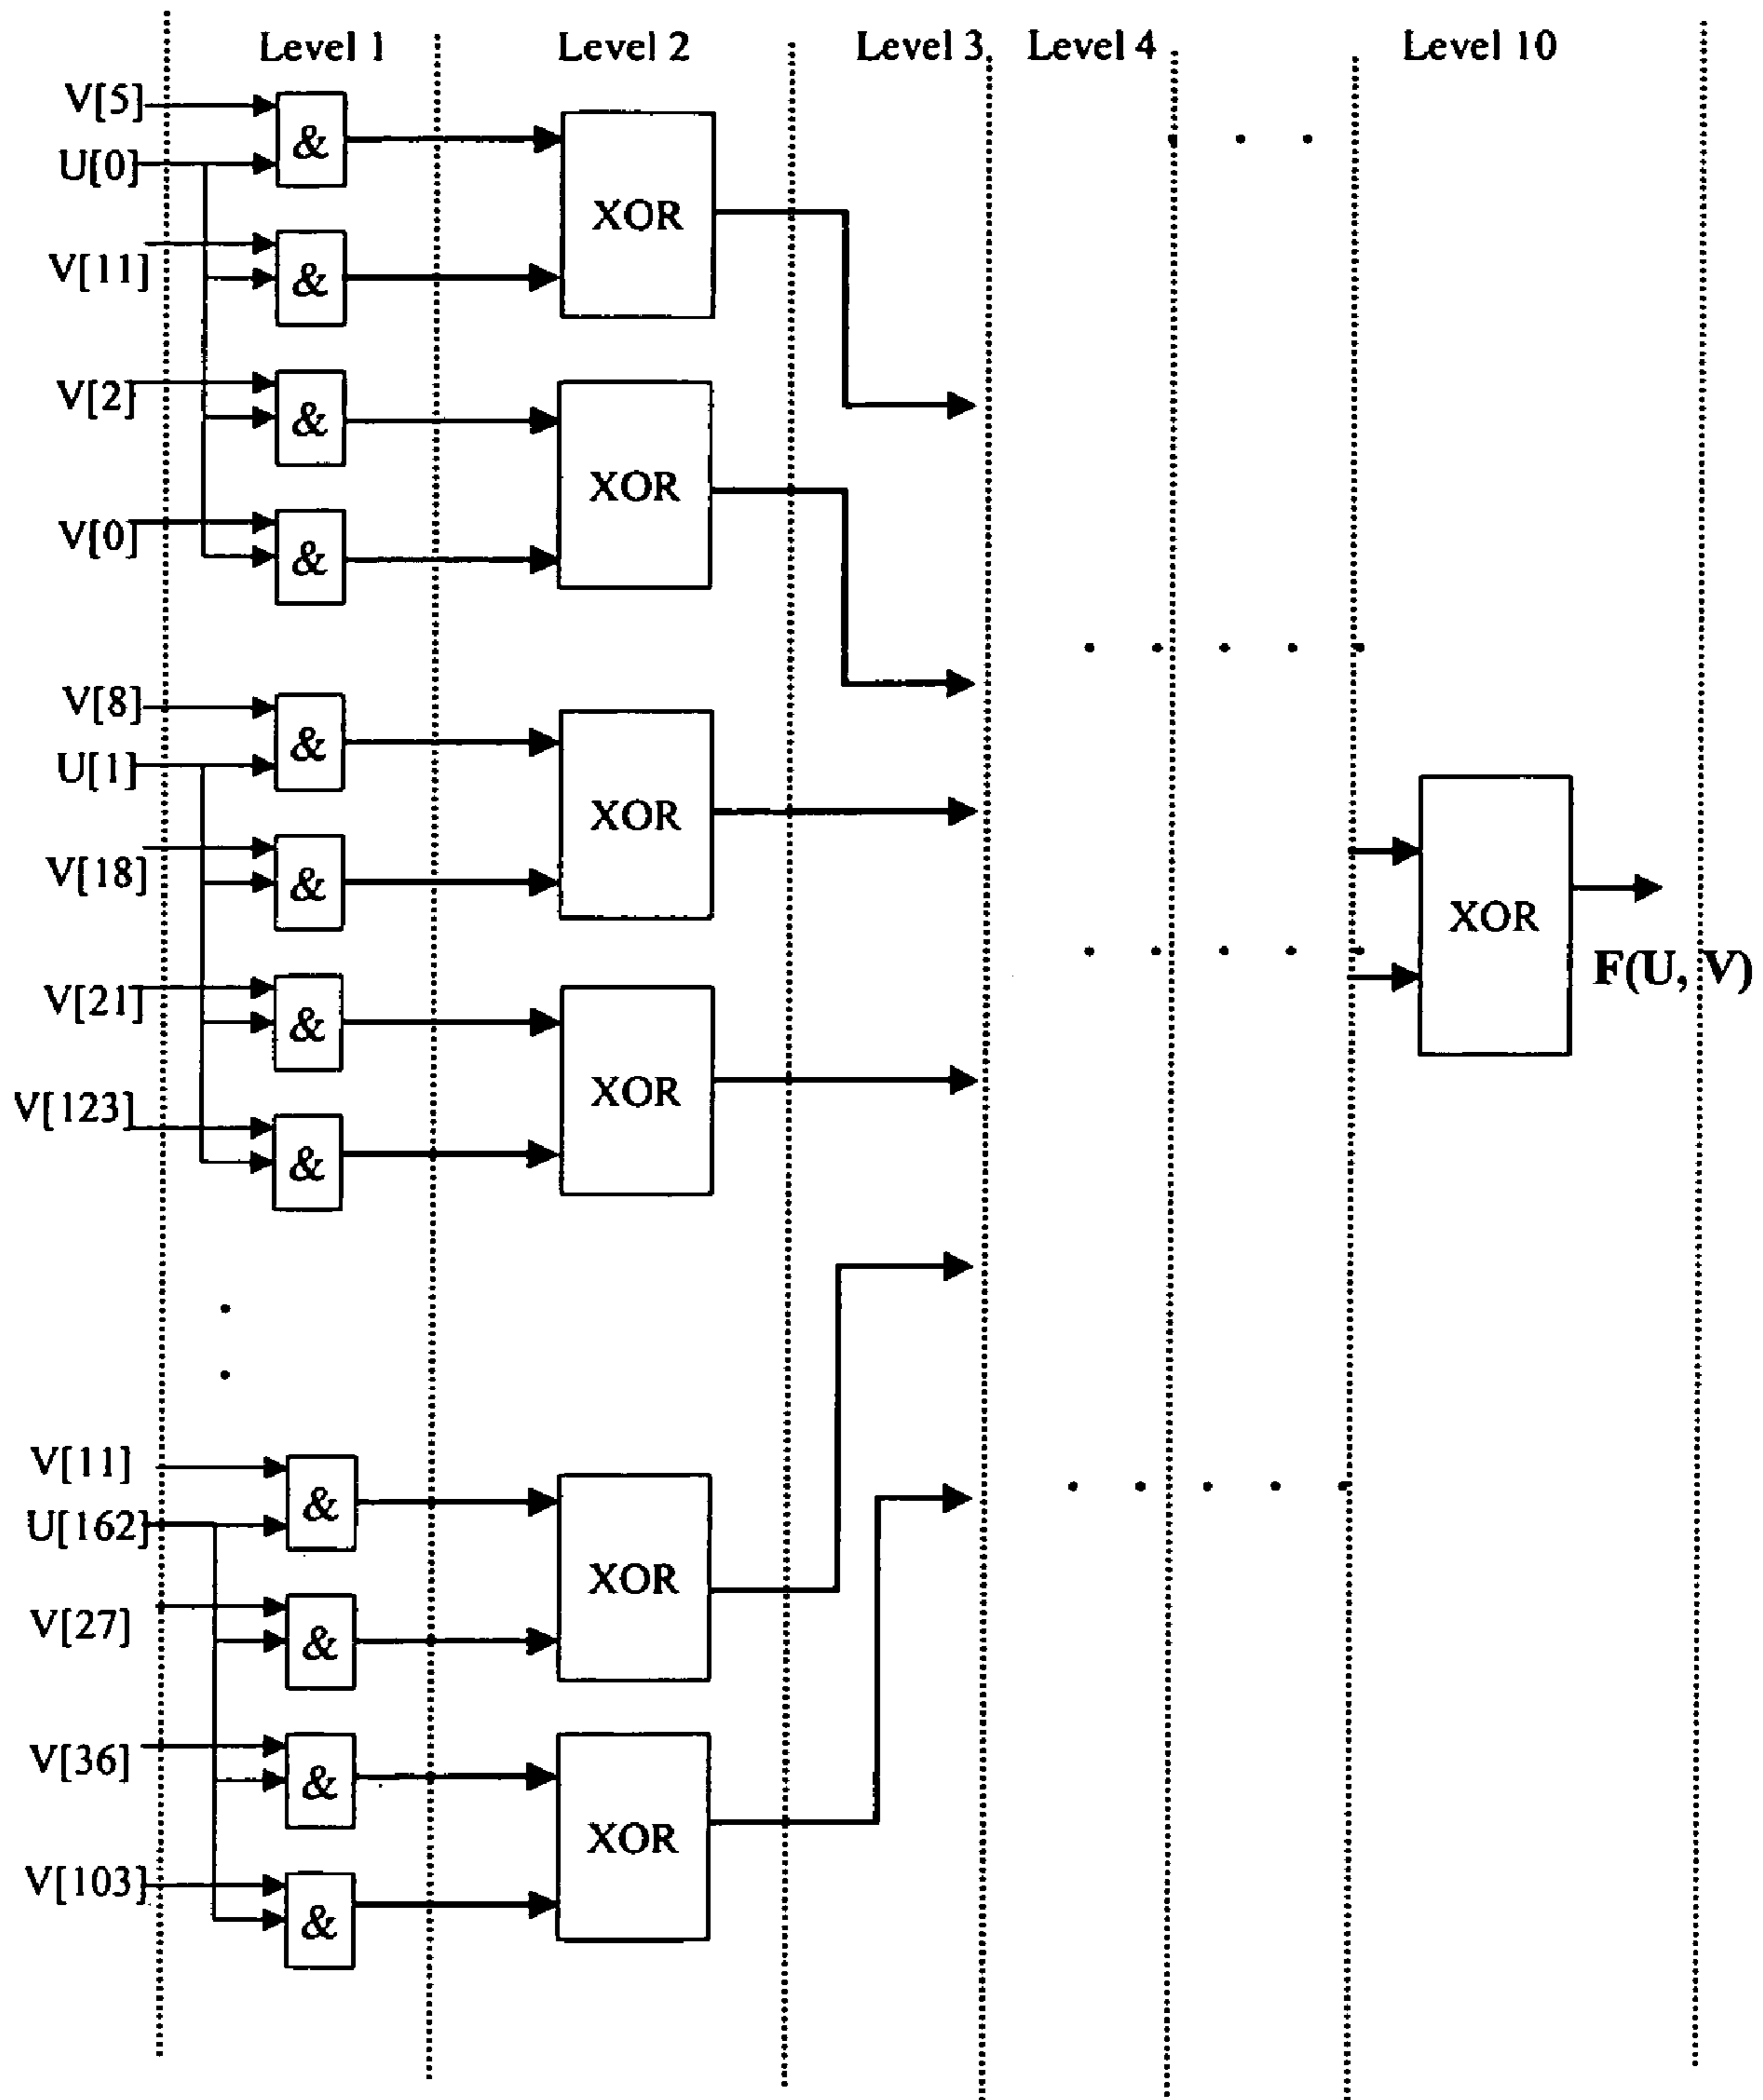 Level 1 Level 2 Level 3 Level 4 Level 10
V[5]
U[0]
&
XOR
V[11]
&
V[2]
&
XOR
V[0]
&
V[8]
U[1]
&
XOR
V[18]
&
XOR
F(U, V)
V[21]
&
XOR
V[123]
&
V[11]
U[162]
&
XOR
V[27]
&
V[36]
&
XOR
V[103]
&